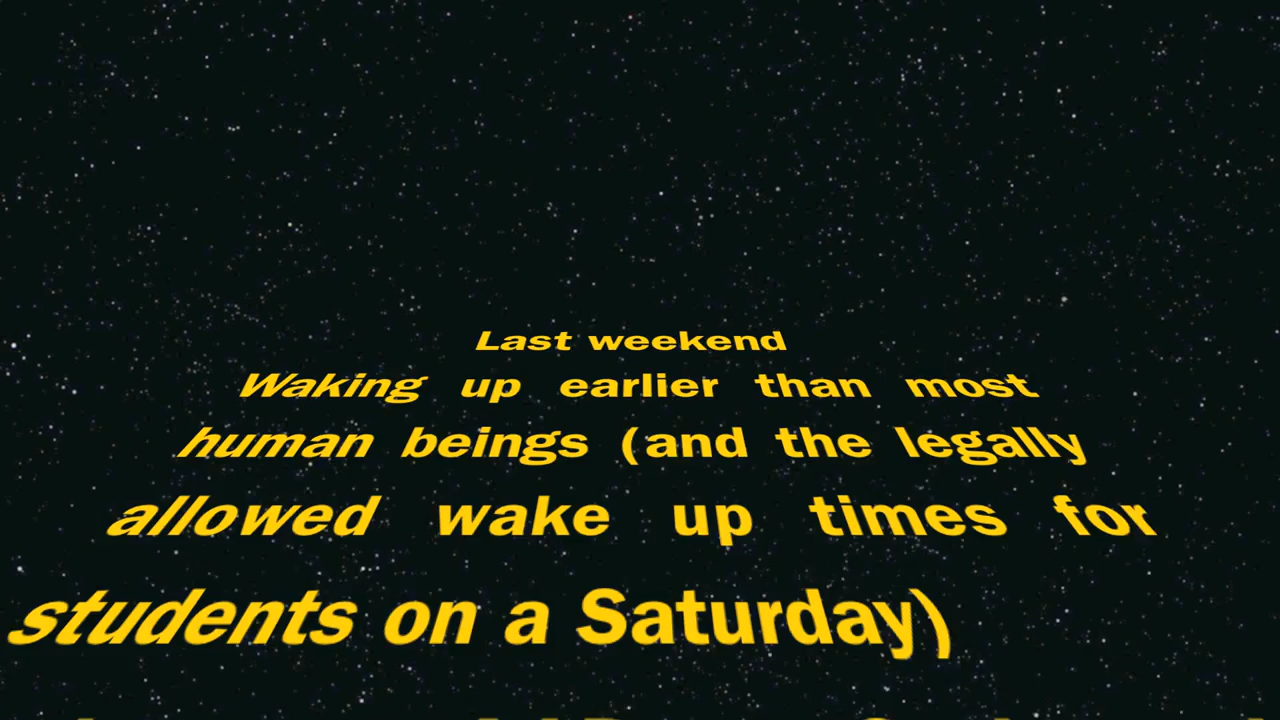 Last weekend
Waking up earlier than most
human beings (and the legally
allowed wake up times for
students on a Saturday)